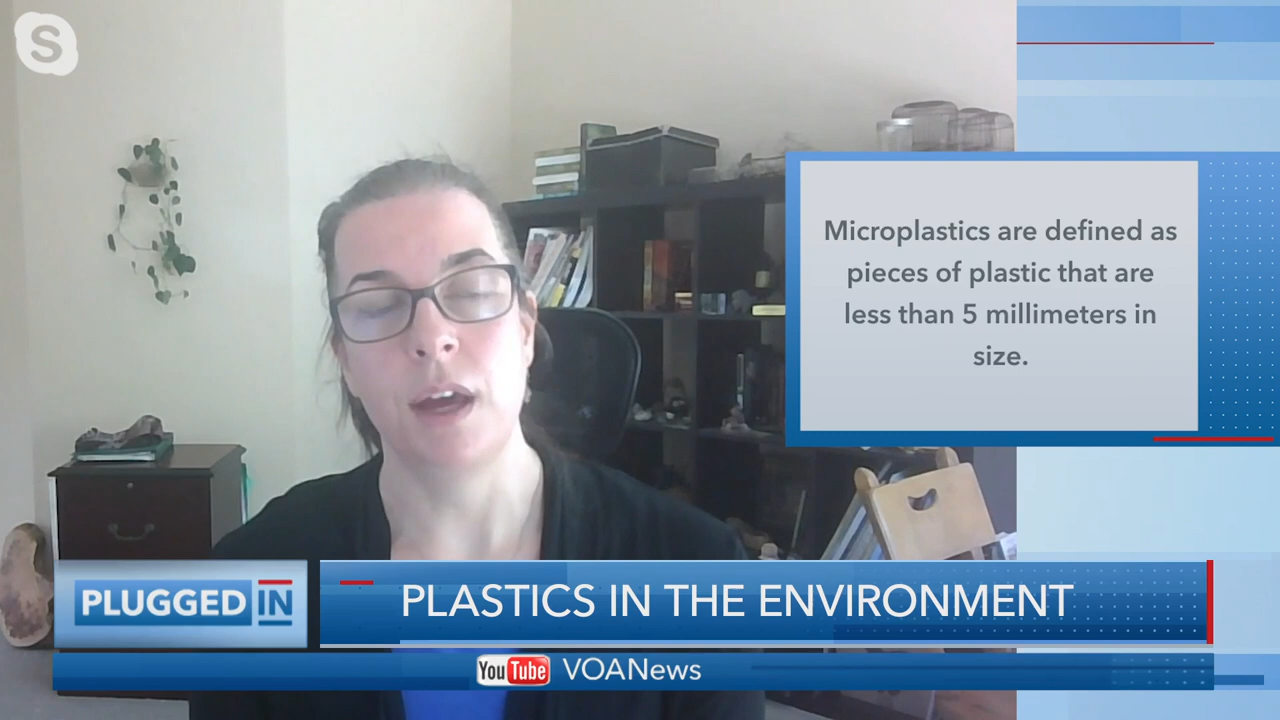 S
Microplastics are defined as
pieces of plastic that are
less than 5 millimeters in
size.
PLUGGED IN
PLASTICS IN THE ENVIRONMENT
YouTube VOANews